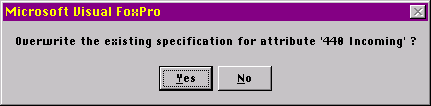 Microsoft Visual FoxPro
Overwrite the existing specification for attribute '440 Incoming' ?
Yes No